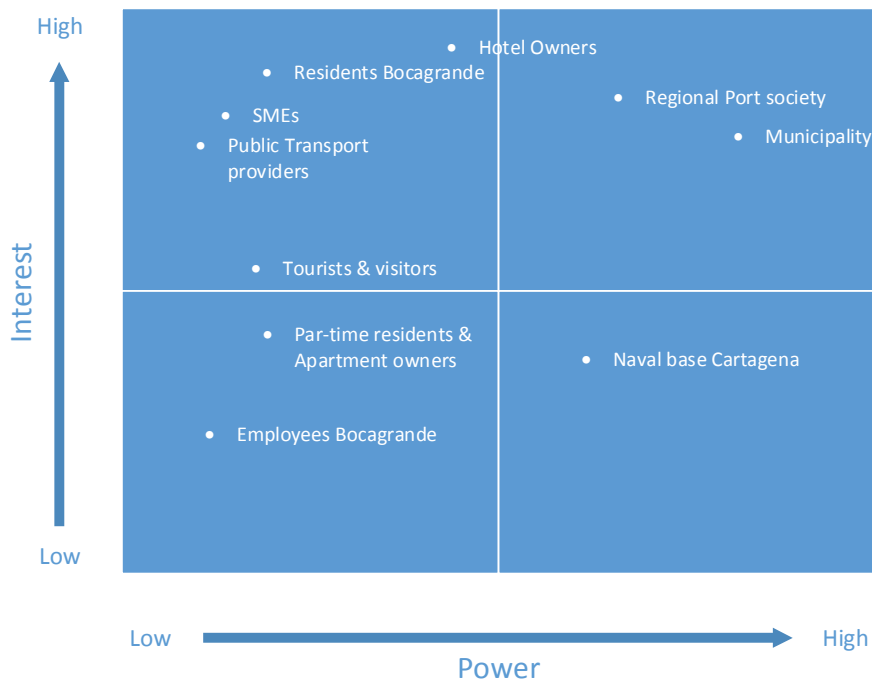 High
Hotel Owners
Residents Bocagrande
Regional Port society
SMEs
Municipality
Public Transport
providers
Interest
Tourists & visitors
Par-time residents &
Apartment owners
Naval base Cartagena
Employees Bocagrande
Low
Low
High
Power